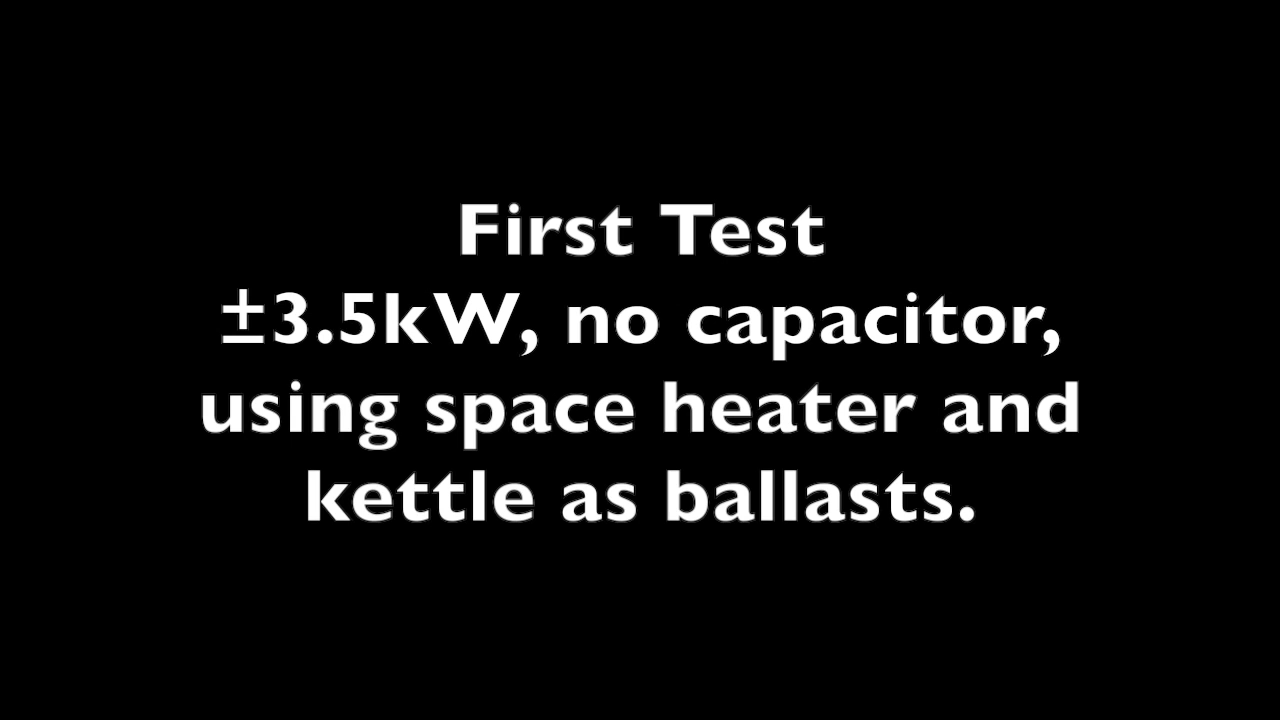 First Test
±3.5kW, no capacitor,
using space heater and
kettle as ballasts.